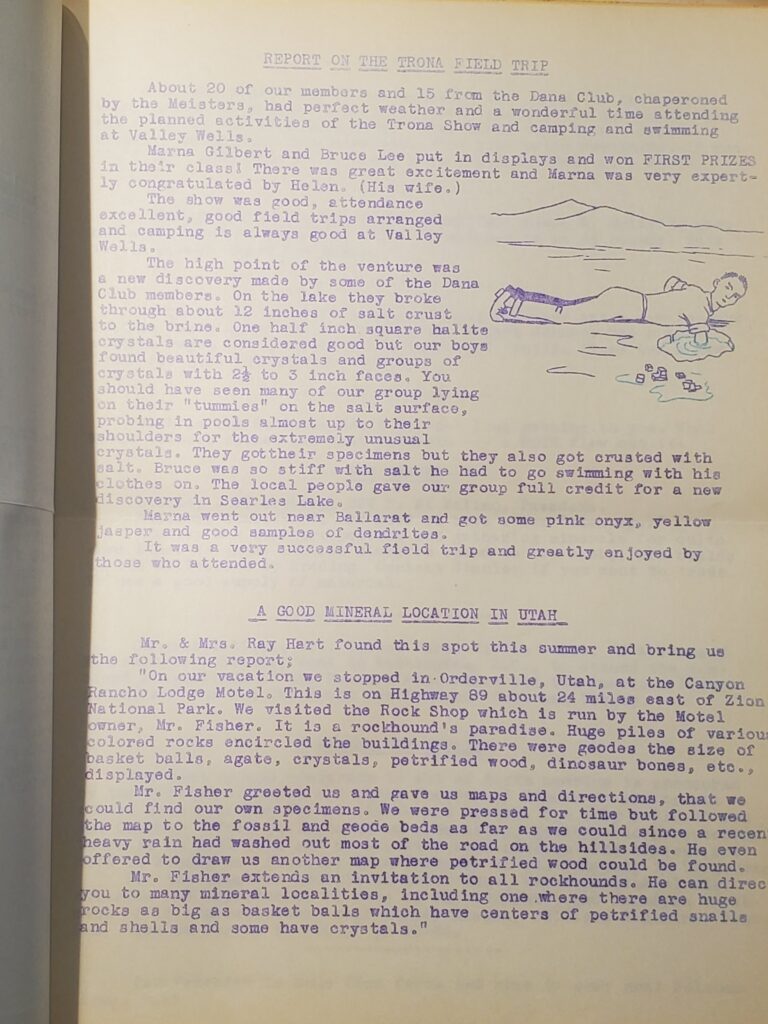 REPORT ON THE TRONA FIELD TRIP
About 20 of our members and 15 from the Dana Club, chaperoned
by the Meisters, had perfect weather and a wonderful time attending
the planned activities of the Trona Show and camping and swimming
at Valley Wells.
Marna Gilbert and Bruce Lee put in displays and won FIRST PRIZES
in their class! There was great excitement and Marna was very expert-
ly congratulated by Helen. (His wife.)
The show was good, attendance
excellent, good field trips arranged
and camping is always good at Valley
Wells.
The high point of the venture was
a new discovery made by some of the Dana
Club members. On the lake they broke
through about 12 inches of salt crust
to the brine. One half inch square halite
crystals are considered good but our boys
found beautiful crystals and groups of
crystals with 2½ to 3 inch faces. You
should have seen many of our group lying
on their "tummies" on the salt surface,
probing in pools almost up to their
shoulders for the extremely unusual
crystals. They gottheir specimens but they also got crusted with
salt. Bruce was so stiff with salt he had to go swimming with his
clothes on. The local people gave our group full credit for a new
discovery in Searles Lake.
Marna went out near Ballarat and got some pink onyx, yellow
jasper and good samples of dendrites.
It was a very successful field trip and greatly enjoyed by
those who attended.
A GOOD MINERAL LOCATION IN UTAH
Mr. & Mrs. Ray Hart found this spot this summer and bring us
the following report;
"On our vacation we stopped in Orderville, Utah, at the Canyon
Rancho Lodge Motel. This is on Highway 89 about 24 miles east of Zion
National Park. We visited the Rock Shop which is run by the Motel
owner, Mr. Fisher. It is a rockhound's paradise. Huge piles of variou
colored rocks encircled the buildings. There were geodes the size of
basket balls, agate, crystals, petrified wood, dinosaur bones, etc.,
displayed.
Mr. Fisher greeted us and gave us maps and directions, that we
could find our own specimens. We were pressed for time but followed
the map to the fossil and geode beds as far as we could since a recen
heavy rain had washed out most of the road on the hillsides. He even
offered to draw us another map where petrified wood could be found.
Mr. Fisher extends an invitation to all rockhounds. He can direc
you to many mineral localities, including one where there are huge
rocks as big as basket balls which have centers of petrified snails
and shells and some have crystals."